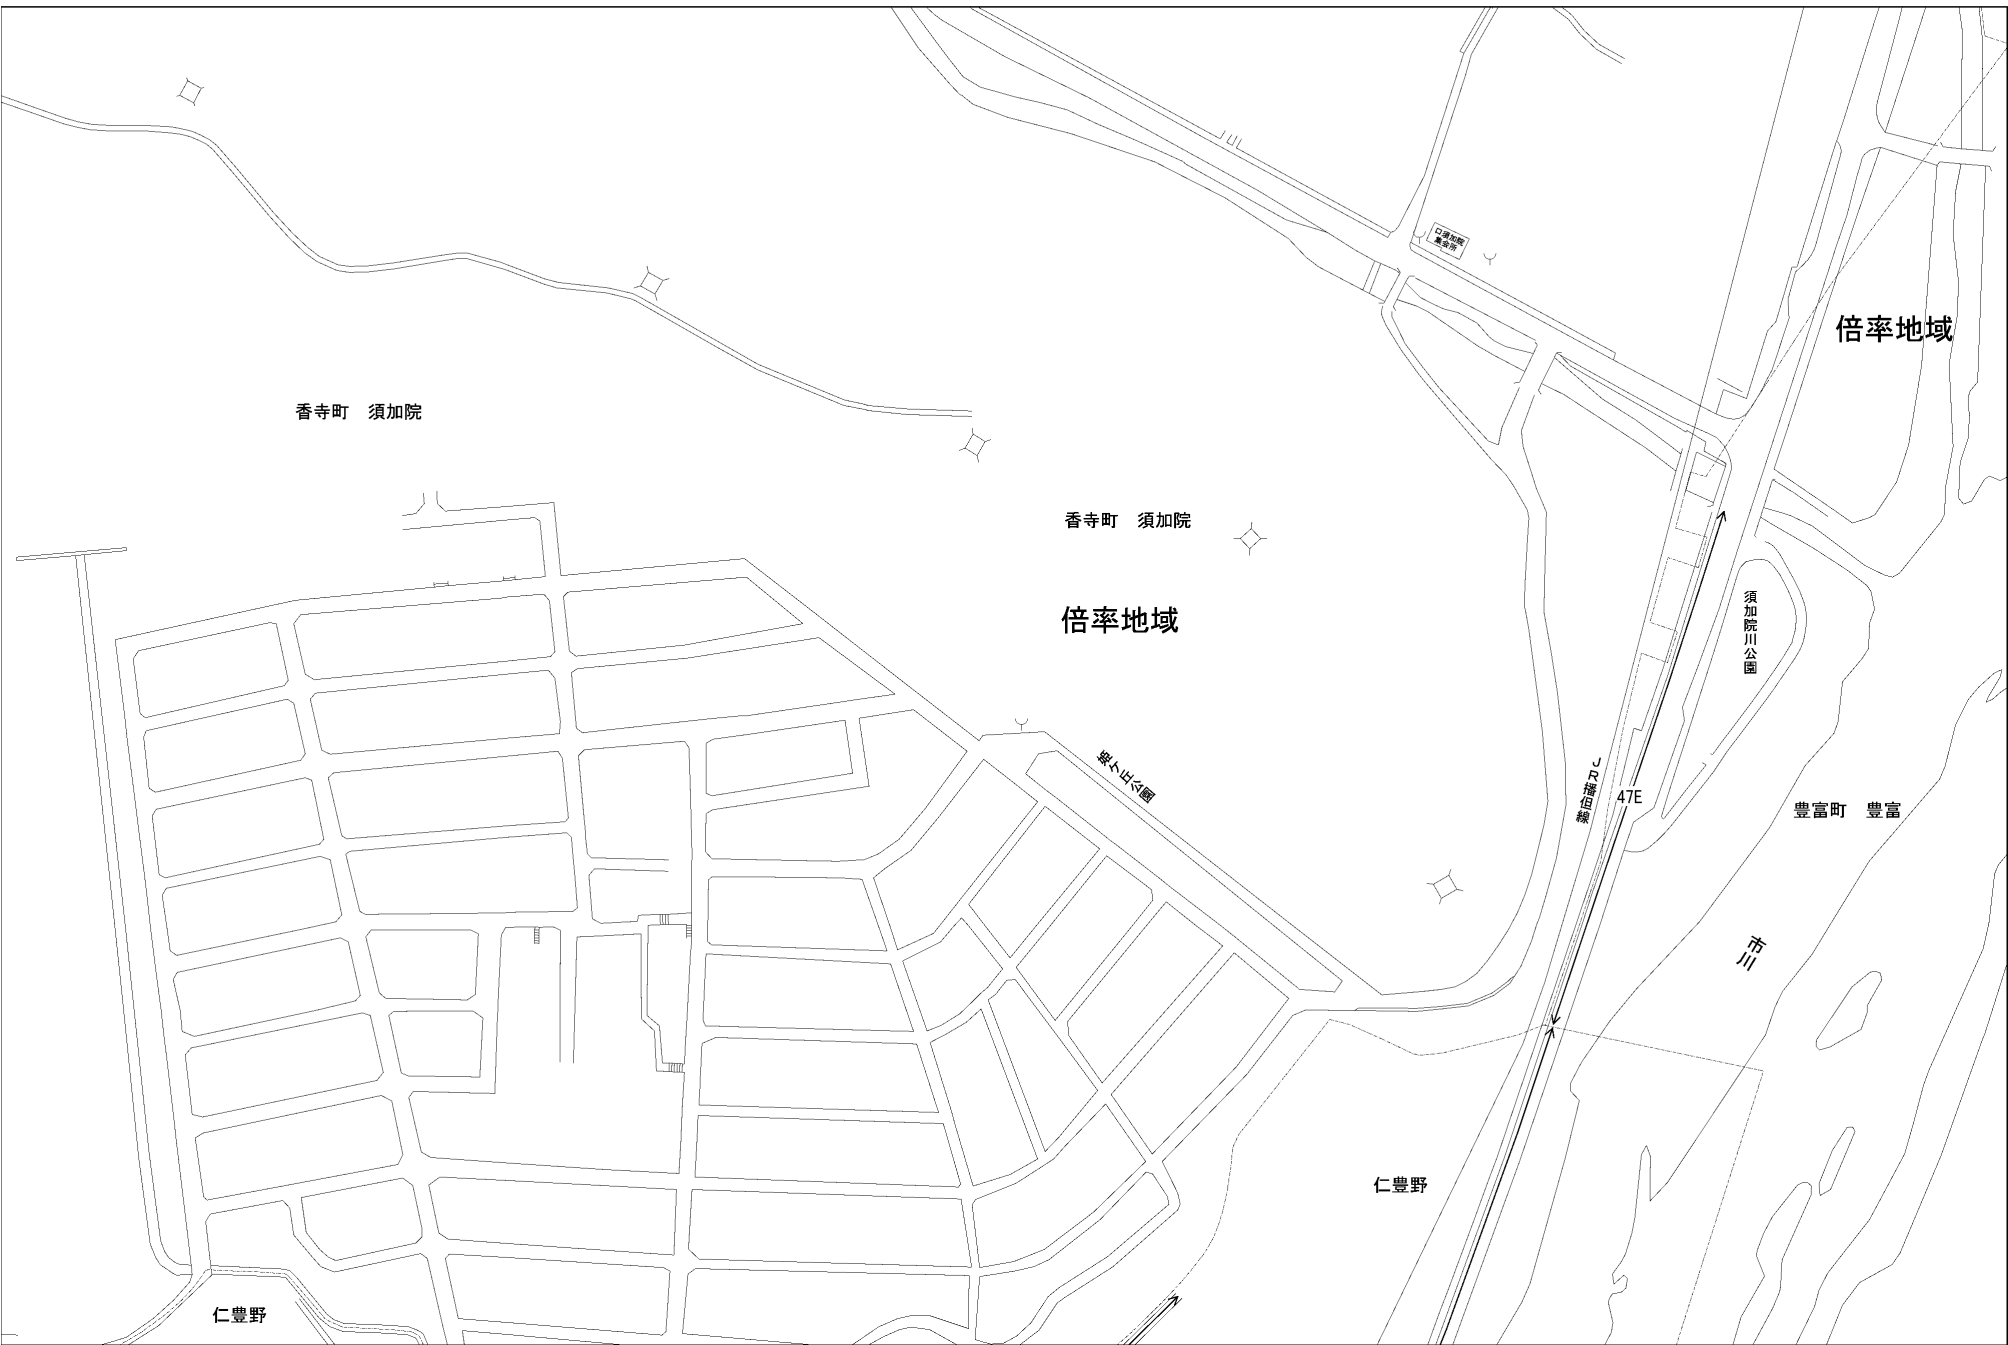 口須加院
集会所
倍率地域
香寺町　須加院
香寺町　須加院
倍率地域
須加院川公園
姫ケ丘公園
JR播但線
47E
豊富町　豊富
市川
仁豊野
仁豊野